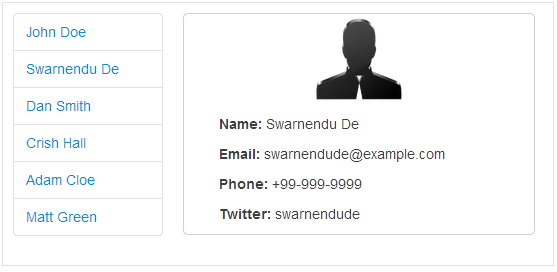 John Doe
Swarnendu De
Dan Smith
Crish Hall
Adam Cloe
Matt Green
Name: Swarnendu De
Email: swarnendude@example.com
Phone: +99-999-9999
Twitter: swarnendude